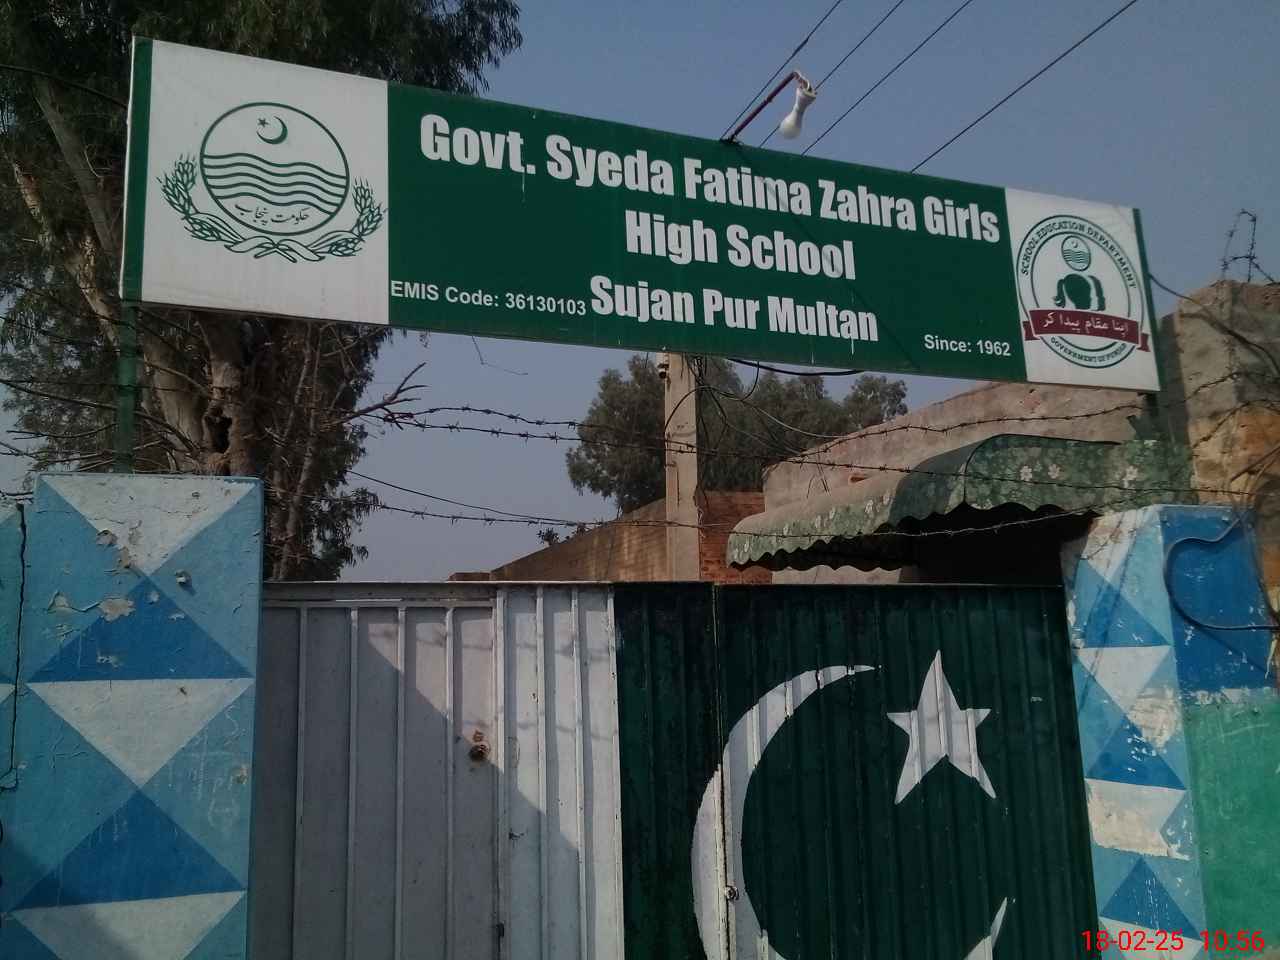 حکومت پنجاب
Govt. Syeda Fatima Zahra Girls
High School
EMIS Code: 36130103
Sujan Pur Multan
Since: 1962
SCHOOL EDUCATION DEPARTMENT
اپنا مقام پیدا کر
GOVERNMENT OF PUNJAB
18-02-25 10:56